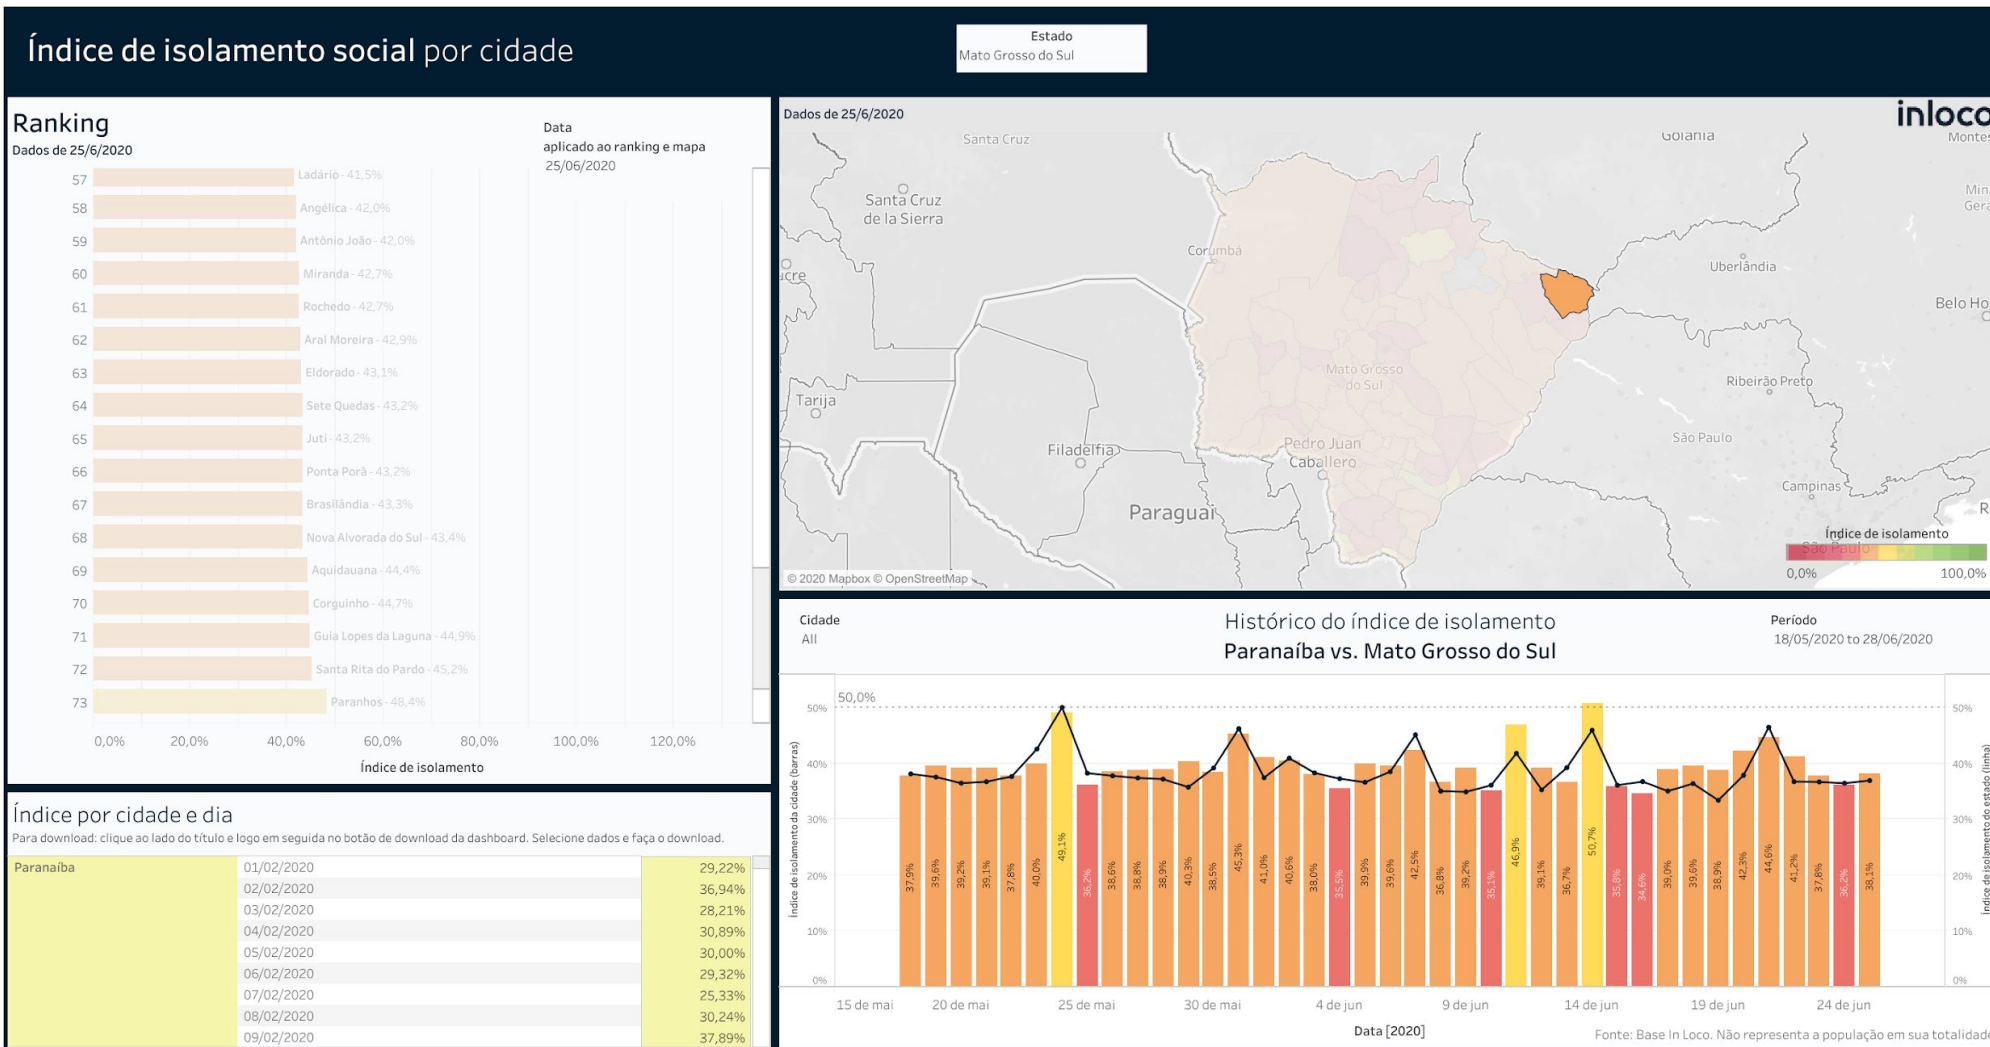 Índice de isolamento social por cidade
Estado
Mato Grosso do Sul
Ranking
Dados de 25/6/2020
Data
aplicado ao ranking e mapa
25/06/2020
57 Ladário - 41,5%
58 Angélica - 42,0%
59 Antônio João - 42,0%
60 Miranda - 42,7%
61 Rochedo - 42,7%
62 Aral Moreira - 42,9%
63 Eldorado - 43,1%
64 Sete Quedas - 43,2%
65 Juti - 43,2%
66 Ponta Porã - 43,2%
67 Brasilândia - 43,3%
68 Nova Alvorada do Sul - 43,4%
69 Aquidauana - 44,4%
70 Corguinho - 44,7%
71 Guia Lopes da Laguna - 44,9%
72 Santa Rita do Pardo - 45,2%
73 Paranhos - 48,4%
0,0% 20,0% 40,0% 60,0% 80,0% 100,0% 120,0%
Índice de isolamento
Índice por cidade e dia
Para download: clique ao lado do título e logo em seguida no botão de download da dashboard. Selecione dados e faça o download.
Paranaíba 01/02/2020 29,22%
02/02/2020 36,94%
03/02/2020 28,21%
04/02/2020 30,89%
05/02/2020 30,00%
06/02/2020 29,32%
07/02/2020 25,33%
08/02/2020 30,24%
09/02/2020 37,89%
Dados de 25/6/2020
inloco
Santa Cruz
Goiânia
Montes
Santa Cruz
de la Sierra
Minas
Gera
Corumbá
ucre
Uberlândia
Belo Ho
Mato Grosso
do Sul
Ribeirão Preto
Tarija
São Paulo
Filadélfia
Pedro Juan
Caballero
Campinas
Paraguai
R
Índice de isolamento
São Paulo
0,0% 100,0%
© 2020 Mapbox © OpenStreetMap
Cidade
All
Histórico do índice de isolamento
Paranaíba vs. Mato Grosso do Sul
Período
18/05/2020 to 28/06/2020
50,0%
Índice de isolamento da cidade (barras)
50%
40%
30%
20%
10%
0%
37,9% 39,6% 39,2% 39,1% 37,8% 40,0% 49,1% 36,2% 38,6% 38,8% 38,9% 40,3% 38,5% 45,3% 41,0% 40,6% 38,0% 35,5% 39,9% 39,6% 42,5% 36,8% 39,2% 35,1% 46,9% 39,1% 36,7% 50,7% 35,8% 34,6% 39,0% 39,6% 38,9% 42,3% 44,6% 41,2% 37,8% 36,2% 38,1%
50%
40%
30%
20%
10%
0%
Índice de isolamento do estado (linha)
15 de mai 20 de mai 25 de mai 30 de mai 4 de jun 9 de jun 14 de jun 19 de jun 24 de jun
Data [2020]
Fonte: Base In Loco. Não representa a população em sua totalidade